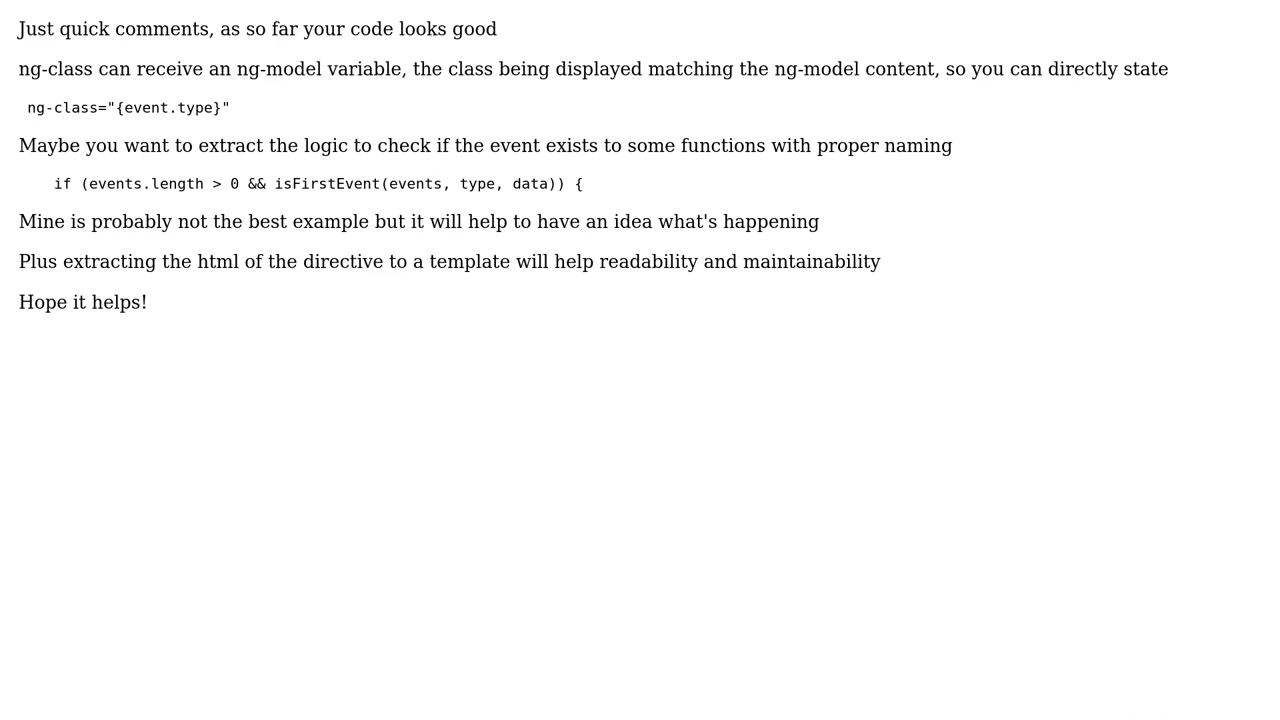 Just quick comments, as so far your code looks good
ng-class can receive an ng-model variable, the class being displayed matching the ng-model content, so you can directly state
ng-class="{event.type}"
Maybe you want to extract the logic to check if the event exists to some functions with proper naming
if (events.length > 0 && isFirstEvent(events, type, data)) {
Mine is probably not the best example but it will help to have an idea what's happening
Plus extracting the html of the directive to a template will help readability and maintainability
Hope it helps!